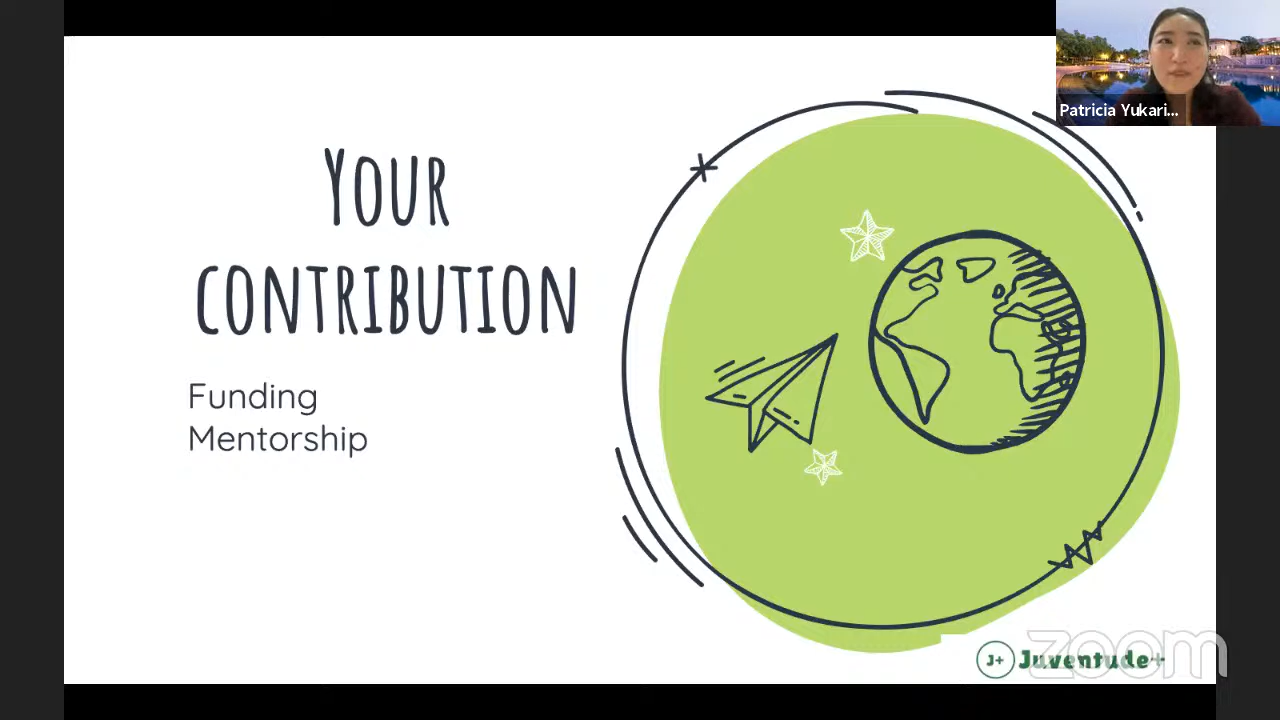 Patricia Yukari...
Your
contribution
Funding
Mentorship
J+ Juventude+
zoom